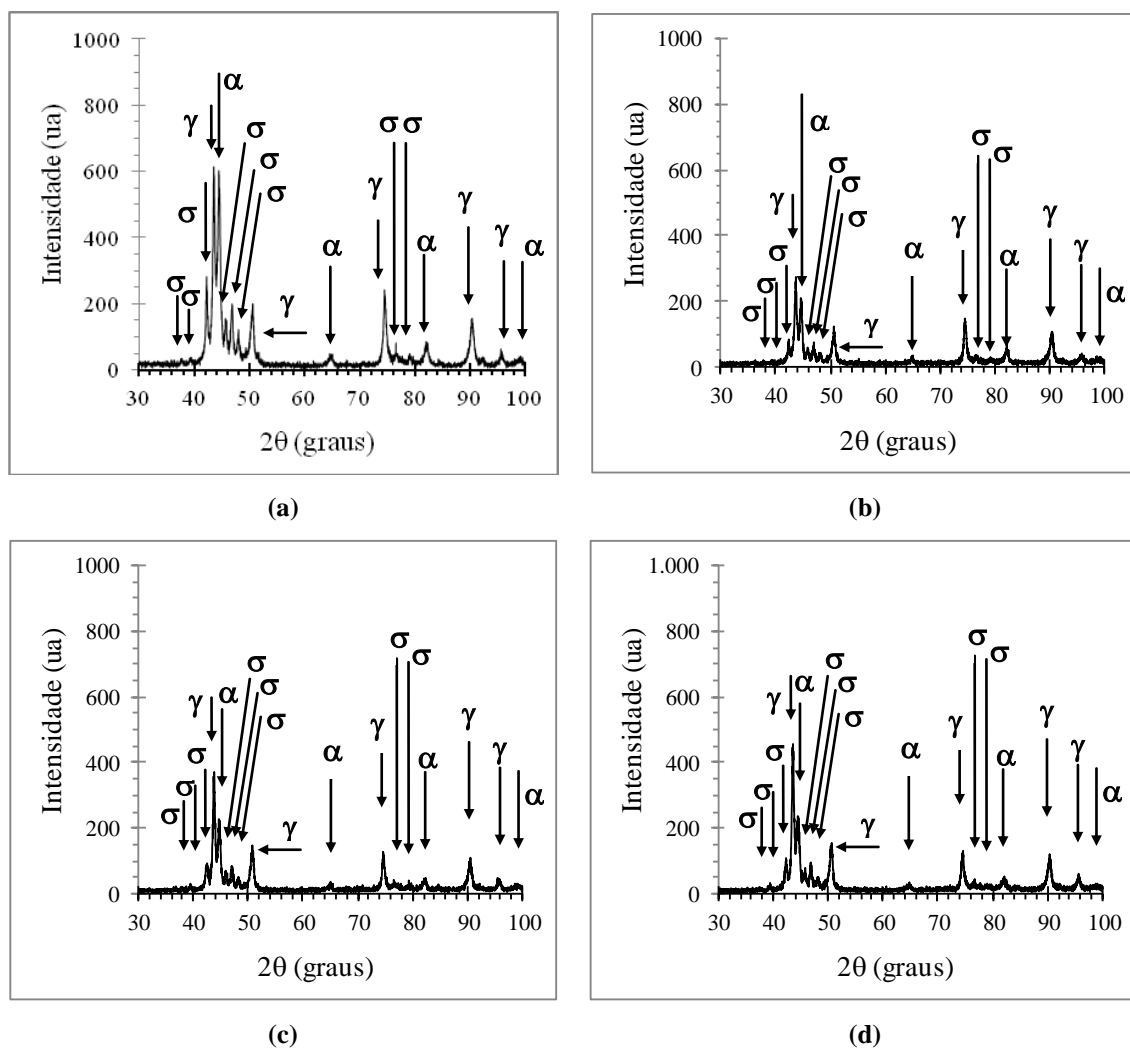 1000
800
600
400
200
0
Intensidade (ua)
γ
α
σ
σ
σ
σ
σ
σ
γ
α
γ
σ σ
α
γ
γ
α
30 40 50 60 70 80 90 100
2θ (graus)
(a)
1000
800
600
400
200
0
Intensidade (ua)
σ
σ
σ
γ
α
σ
σ
σ
γ
α
γ
σ
σ
α
γ
γ
α
30 40 50 60 70 80 90 100
2θ (graus)
(b)
1000
800
600
400
200
0
Intensidade (ua)
σ
σ
σ
γ
α
σ
σ
σ
γ
α
γ
σ
σ
α
γ
γ
α
30 40 50 60 70 80 90 100
2θ (graus)
(c)
1.000
800
600
400
200
0
Intensidade (ua)
σ
σ
σ
γ
α
σ
σ
σ
γ
α
γ
σ
σ
α
γ
γ
α
30 40 50 60 70 80 90 100
2θ (graus)
(d)